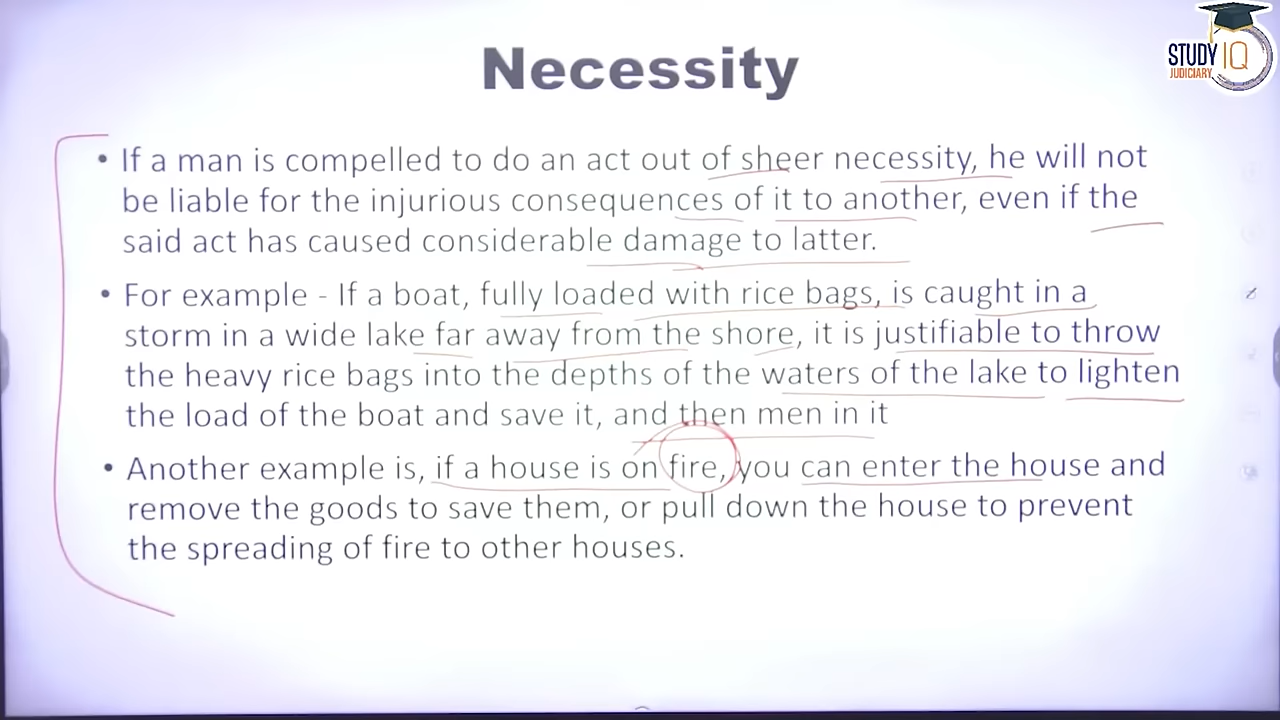 STUDY IQ
JUDICIARY
Necessity
• If a man is compelled to do an act out of sheer necessity, he will not
be liable for the injurious consequences of it to another, even if the
said act has caused considerable damage to latter.
• For example - If a boat, fully loaded with rice bags, is caught in a
storm in a wide lake far away from the shore, it is justifiable to throw
the heavy rice bags into the depths of the waters of the lake to lighten
the load of the boat and save it, and then men in it
• Another example is, if a house is on fire, you can enter the house and
remove the goods to save them, or pull down the house to prevent
the spreading of fire to other houses.